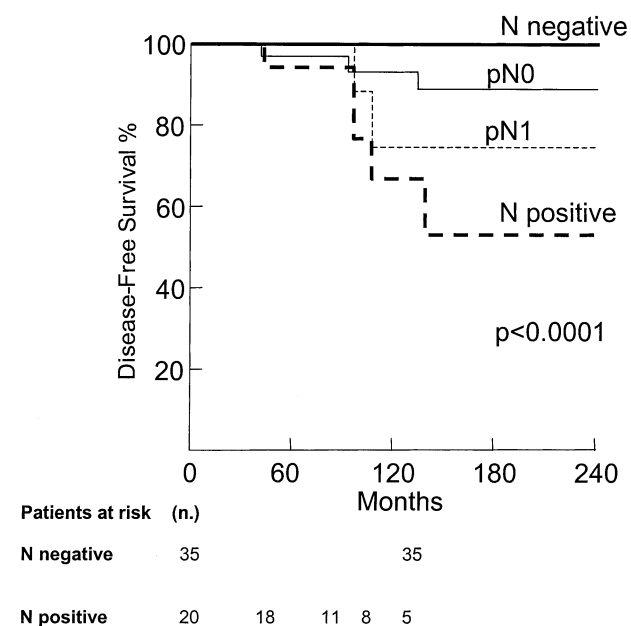 N negative
100
pN0
80
pN1
60
N positive
40
p<0.0001
20
Disease-Free Survival %
0 60 120 180 240
Months
Patients at risk (n.)
N negative 35 35
N positive 20 18 11 8 5